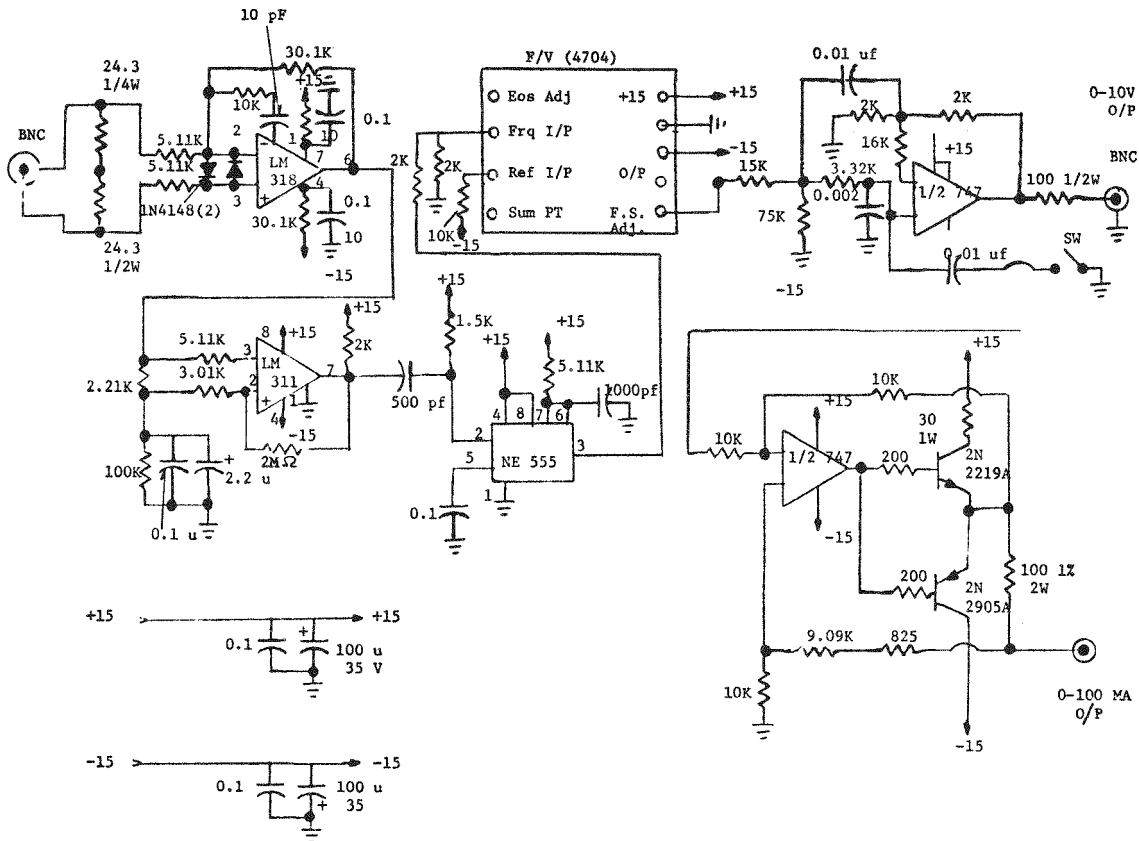 10 pF
24.3
1/4W
BNC
5.11K
5.11K
1N4148(2)
24.3
1/2W
30.1K
+15
10K
10
0.1
2
1
7
6
LM
318
3
4
30.1K
0.1
10
-15
F/V (4704)
Eos Adj
Frq I/P
Ref I/P
Sum PT
+15
O/P
F.S.
Adj.
+15
-15
2K
2K
10K
-15
15K
75K
-15
0.01 uf
2K
2K
16K
3.32K
0.002
+15
1/2 747
0.01 uf
SW
100 1/2W
0-10V
O/P
BNC
5.11K
3.01K
2.21K
100K
0.1 u
+
2.2 u
8
+15
3
2
LM
311
+
7
1
4
-15
2MΩ
+15
2K
500 pf
+15
1.5K
+15
+15
5.11K
1000pf
4
8
7
6
2
5
NE 555
3
1
0.1
10K
10K
+15
1/2 747
-15
10K
200
200
+15
30
1W
2N
2219A
2N
2905A
100 1%
2W
9.09K
825
10K
-15
0-100 MA
O/P
+15
+15
0.1
+
100 u
35 V
-15
-15
0.1
100 u
35
+